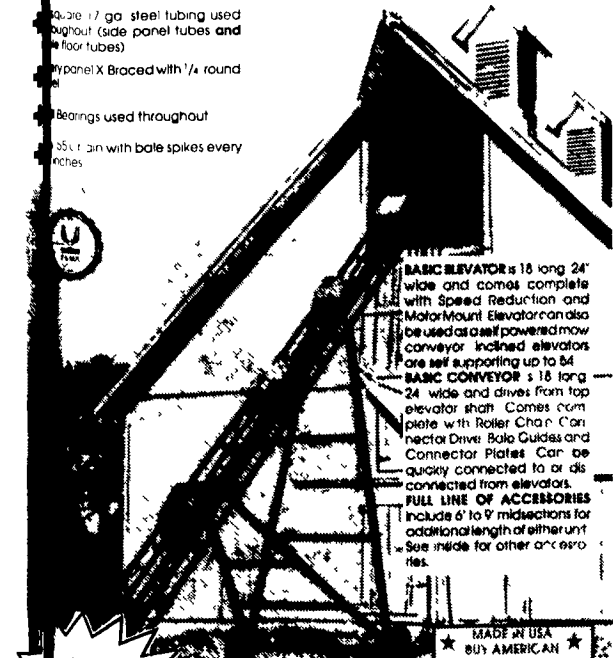 square 17 ga steel tubing used
(side panel tubes and
floor tubes)
panel X Braced with 1/4 round
Bearings used throughout
with bale spikes every
BASIC ELEVATOR is 18 long 24"
wide and comes complete
with Speed Reduction and
Motor Mount Elevator can also
be used as a self powered mow
conveyor Inclined elevators
are self supporting up to 54
BASIC CONVEYOR is 18 long
24 wide and drives from top
elevator shaft Comes com
plete with Roller Chain Con
nector Drive Bale Guides and
Connector Plates Can be
quickly connected to or dis
connected from elevators.
FULL LINE OF ACCESSORIES
include 6' to 9' midsections for
additional length of either unit
See inside for other accesso
ries.
MADE IN USA
BUY AMERICAN